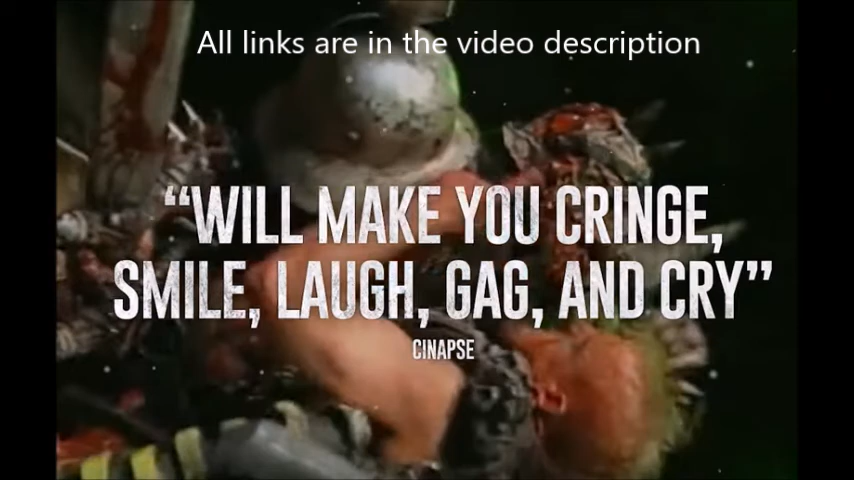 All links are in the video description
“WILL MAKE YOU CRINGE,
SMILE, LAUGH, GAG, AND CRY”
CINAPSE